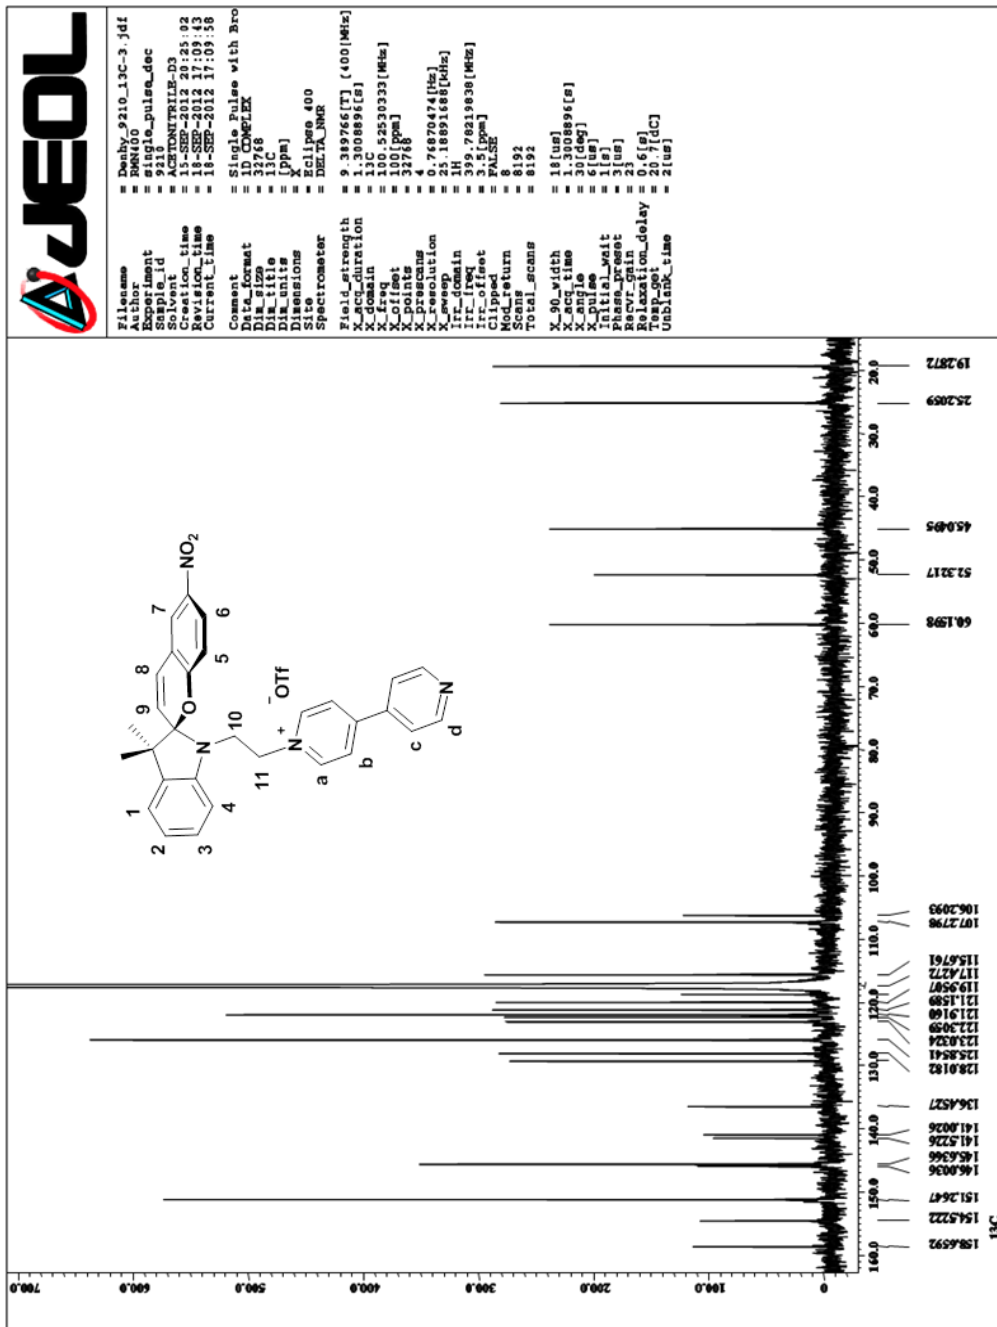 JEOL
Filename = Denby_9210_13C-3.jdf
Author = RMN400
Experiment = single_pulse_dec
Sample_id = 9210
Solvent = ACETONITRILE-D3
Creation_time = 15-SEP-2012 20:25:02
Revision_time = 18-SEP-2012 17:09:43
Current_time = 18-SEP-2012 17:09:58
Comment = Single Pulse with Bro
Data_format = 1D COMPLEX
Dim_size = 32768
Dim_title = 13C
Dim_units = [ppm]
Dimensions = X
Site = Eclipse 400
Spectrometer = DELTA_NMR
Field_strength = 9.389766[T] (400[MHz]
X_acq_duration = 1.3008896[s]
X_domain = 13C
X_freq = 100.52530333[MHz]
X_offset = 100[ppm]
X_points = 32768
X_prescans = 4
X_resolution = 0.76870474[Hz]
X_sweep = 25.18891688[kHz]
Irr_domain = 1H
Irr_freq = 399.78219838[MHz]
Irr_offset = 3.5[ppm]
Clipped = FALSE
Mod_return = 8
Scans = 8192
Total_scans = 8192
X_90_width = 18[us]
X_acq_time = 1.3008896[s]
X_angle = 30[deg]
X_pulse = 6[us]
Initial_wait = 1[s]
Phase_preset = 3[us]
Recvr_gain = 23
Relaxation_delay = 0.6[s]
Temp_get = 20.7[dC]
Unblank_time = 2[us]
1
2
3
4
5
6
7
8
9
10
11
NO2
O
N
N
+
-OTf
a
b
c
d
N
700.0
600.0
500.0
400.0
300.0
200.0
100.0
0
160.0 150.0 140.0 130.0 120.0 110.0 100.0 90.0 80.0 70.0 60.0 50.0 40.0 30.0 20.0
158.6592
154.5222
151.2647
146.0036
145.6366
141.5226
141.0026
136.4527
128.0182
125.8541
123.0324
122.3059
121.9160
121.1589
119.9507
117.4272
115.6761
107.2798
106.2093
60.1598
52.3217
45.0495
25.2059
19.2872
13C